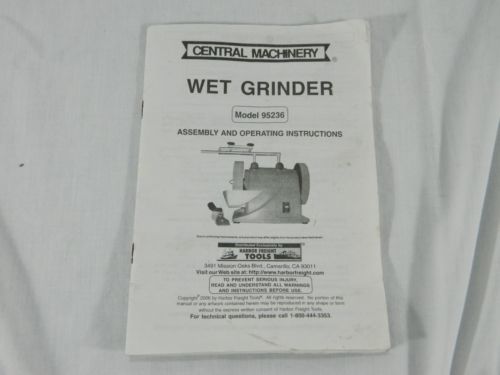 CENTRAL MACHINERY®
WET GRINDER
Model 95236
ASSEMBLY AND OPERATING INSTRUCTIONS
Distributed Exclusively by
HARBOR FREIGHT
TOOLS
3491 Mission Oaks Blvd., Camarillo, CA 93011
Visit our Web site at: http://www.harborfreight.com
TO PREVENT SERIOUS INJURY,
READ AND UNDERSTAND ALL WARNINGS
AND INSTRUCTIONS BEFORE USE.
Copyright© 2006 by Harbor Freight Tools®. All rights reserved. No portion of this
manual or any artwork contained herein may be reproduced in any shape or form
without the express written consent of Harbor Freight Tools.
For technical questions, please call 1-800-444-3353.